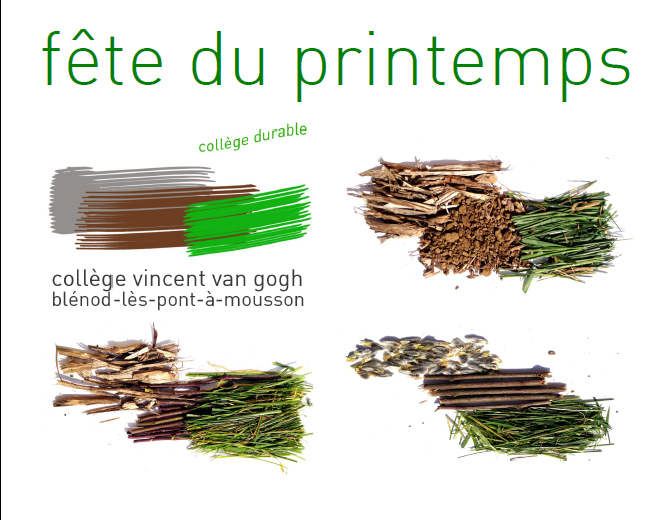 fête du printemps
collège durable
collège vincent van gogh
blénod-lès-pont-à-mousson